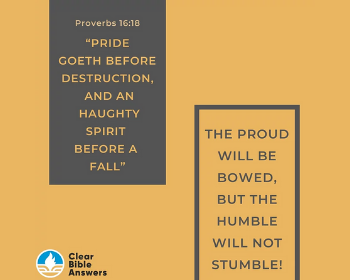 Proverbs 16:18
“PRIDE
GOETH BEFORE
DESTRUCTION,
AND AN
HAUGHTY
SPIRIT
BEFORE A
FALL”
THE PROUD
WILL BE
BOWED,
BUT THE
HUMBLE
WILL NOT
STUMBLE!
Clear
Bible
Answers